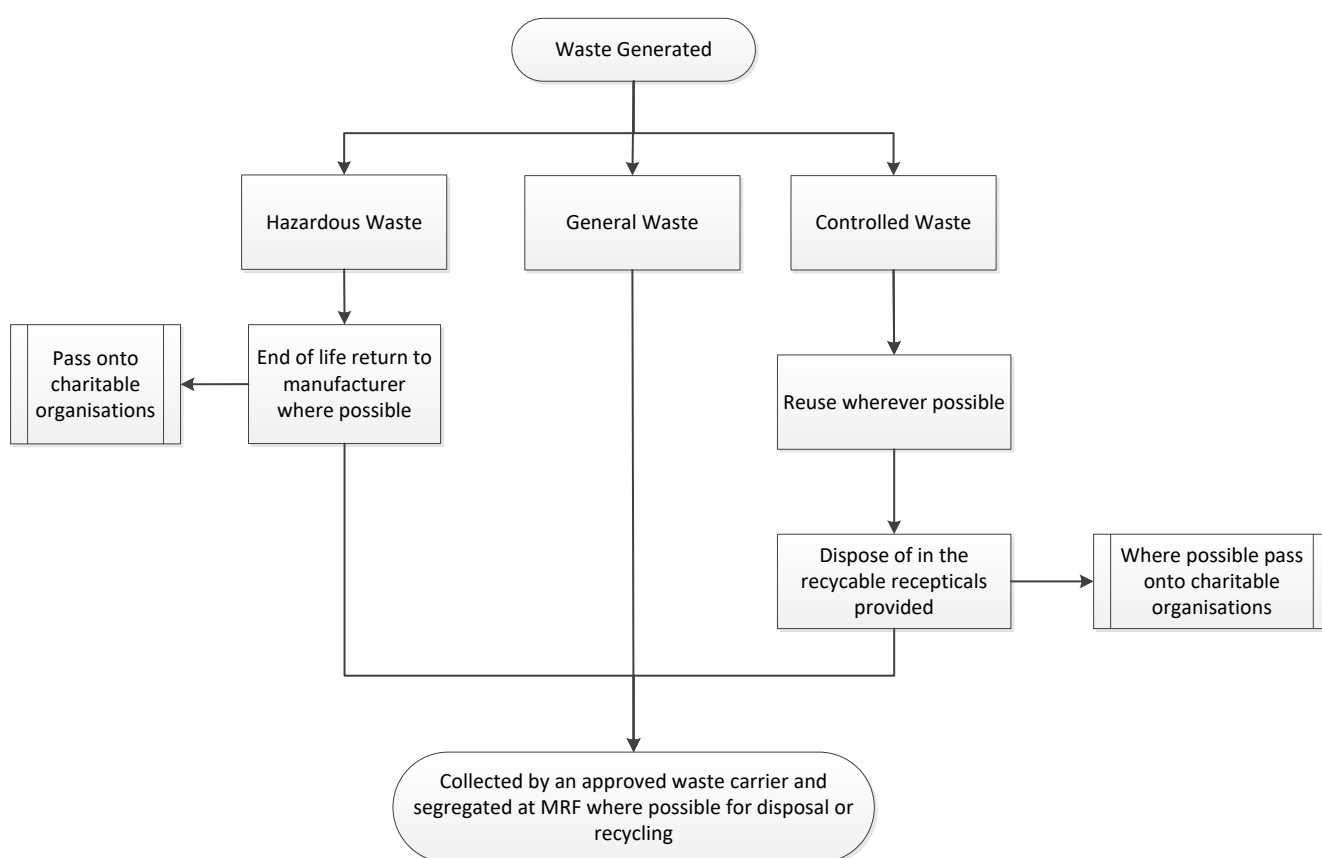 Waste Generated
Hazardous Waste
General Waste
Controlled Waste
Pass onto
charitable
organisations
End of life return to
manufacturer
where possible
Reuse wherever possible
Dispose of in the
recycable recepticals
provided
Where possible pass
onto charitable
organisations
Collected by an approved waste carrier and
segregated at MRF where possible for disposal or
recycling